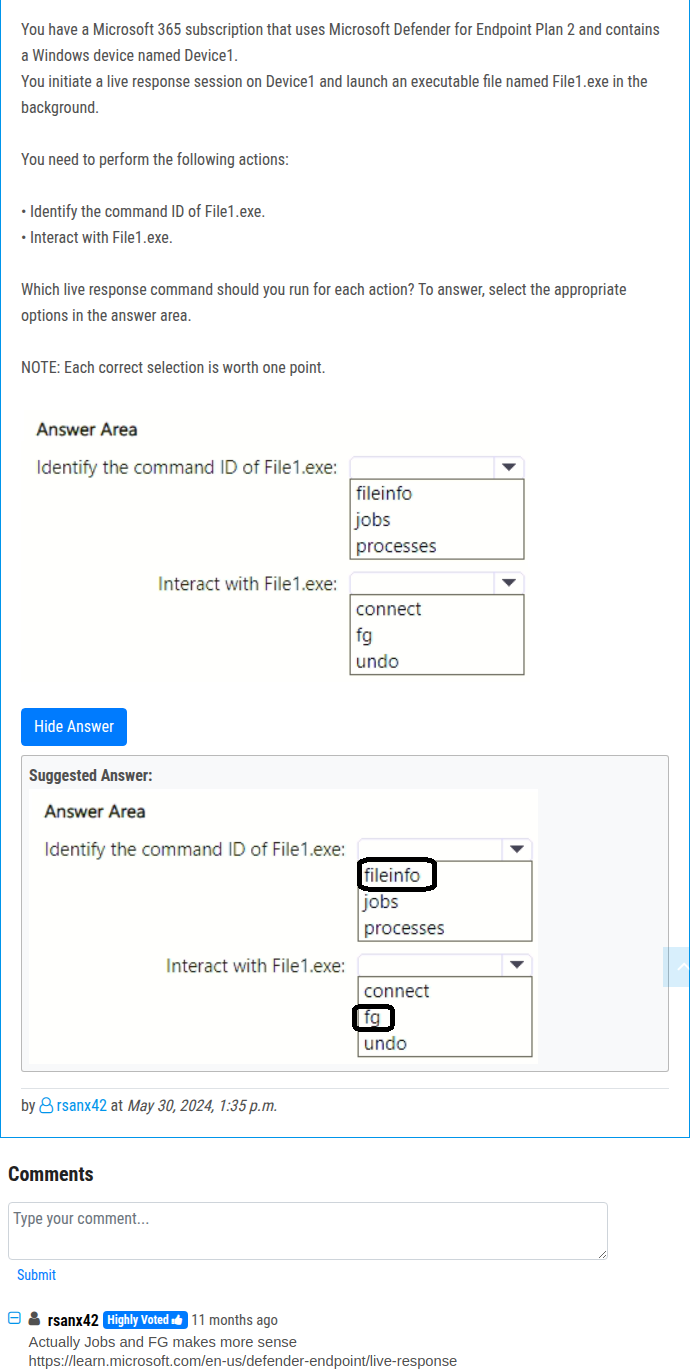 You have a Microsoft 365 subscription that uses Microsoft Defender for Endpoint Plan 2 and contains
a Windows device named Device1.
You initiate a live response session on Device1 and launch an executable file named File1.exe in the
background.
You need to perform the following actions:
• Identify the command ID of File1.exe.
• Interact with File1.exe.
Which live response command should you run for each action? To answer, select the appropriate
options in the answer area.
NOTE: Each correct selection is worth one point.
Answer Area
Identify the command ID of File1.exe:
fileinfo
jobs
processes
Interact with File1.exe:
connect
fg
undo
Hide Answer
Suggested Answer:
Answer Area
Identify the command ID of File1.exe:
fileinfo
jobs
processes
Interact with File1.exe:
connect
fg
undo
by rsanx42 at May 30, 2024, 1:35 p.m.
Comments
Type your comment...
Submit
rsanx42 Highly Voted 11 months ago
Actually Jobs and FG makes more sense
https://learn.microsoft.com/en-us/defender-endpoint/live-response